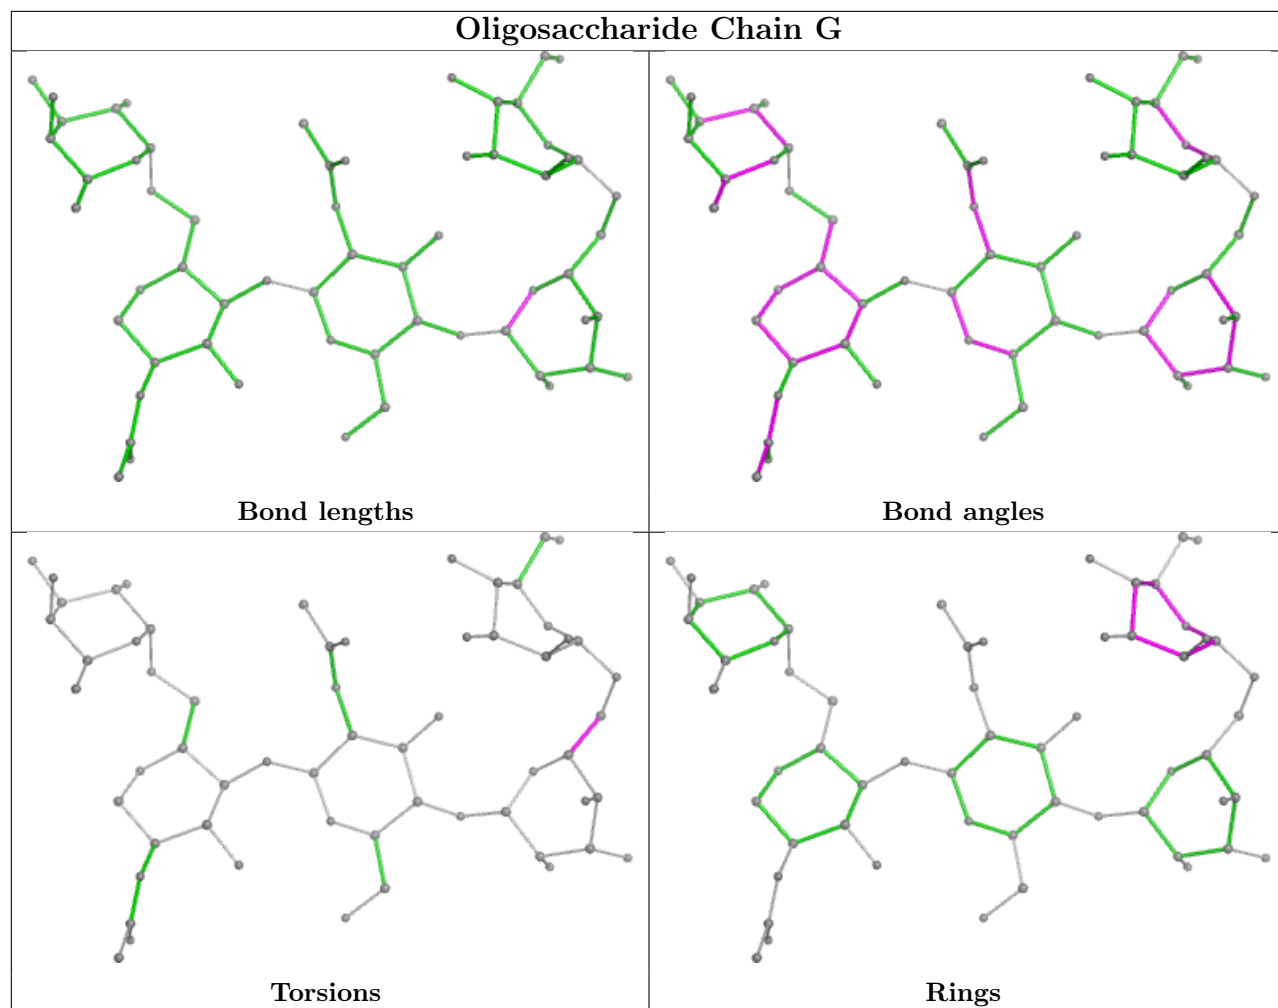 Oligosaccharide Chain G
Bond lengths
Bond angles
Torsions
Rings